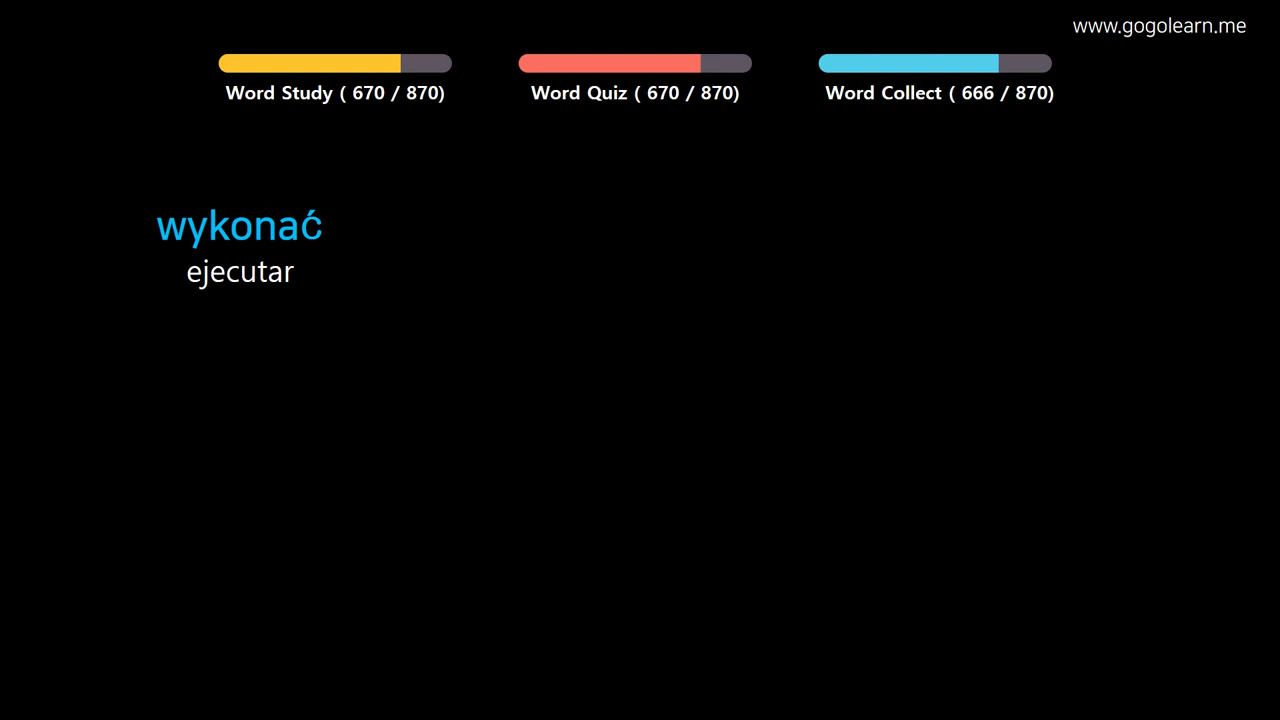 www.gogolearn.me
Word Study ( 670 / 870)
Word Quiz ( 670 / 870)
Word Collect ( 666 / 870)
wykonać
ejecutar